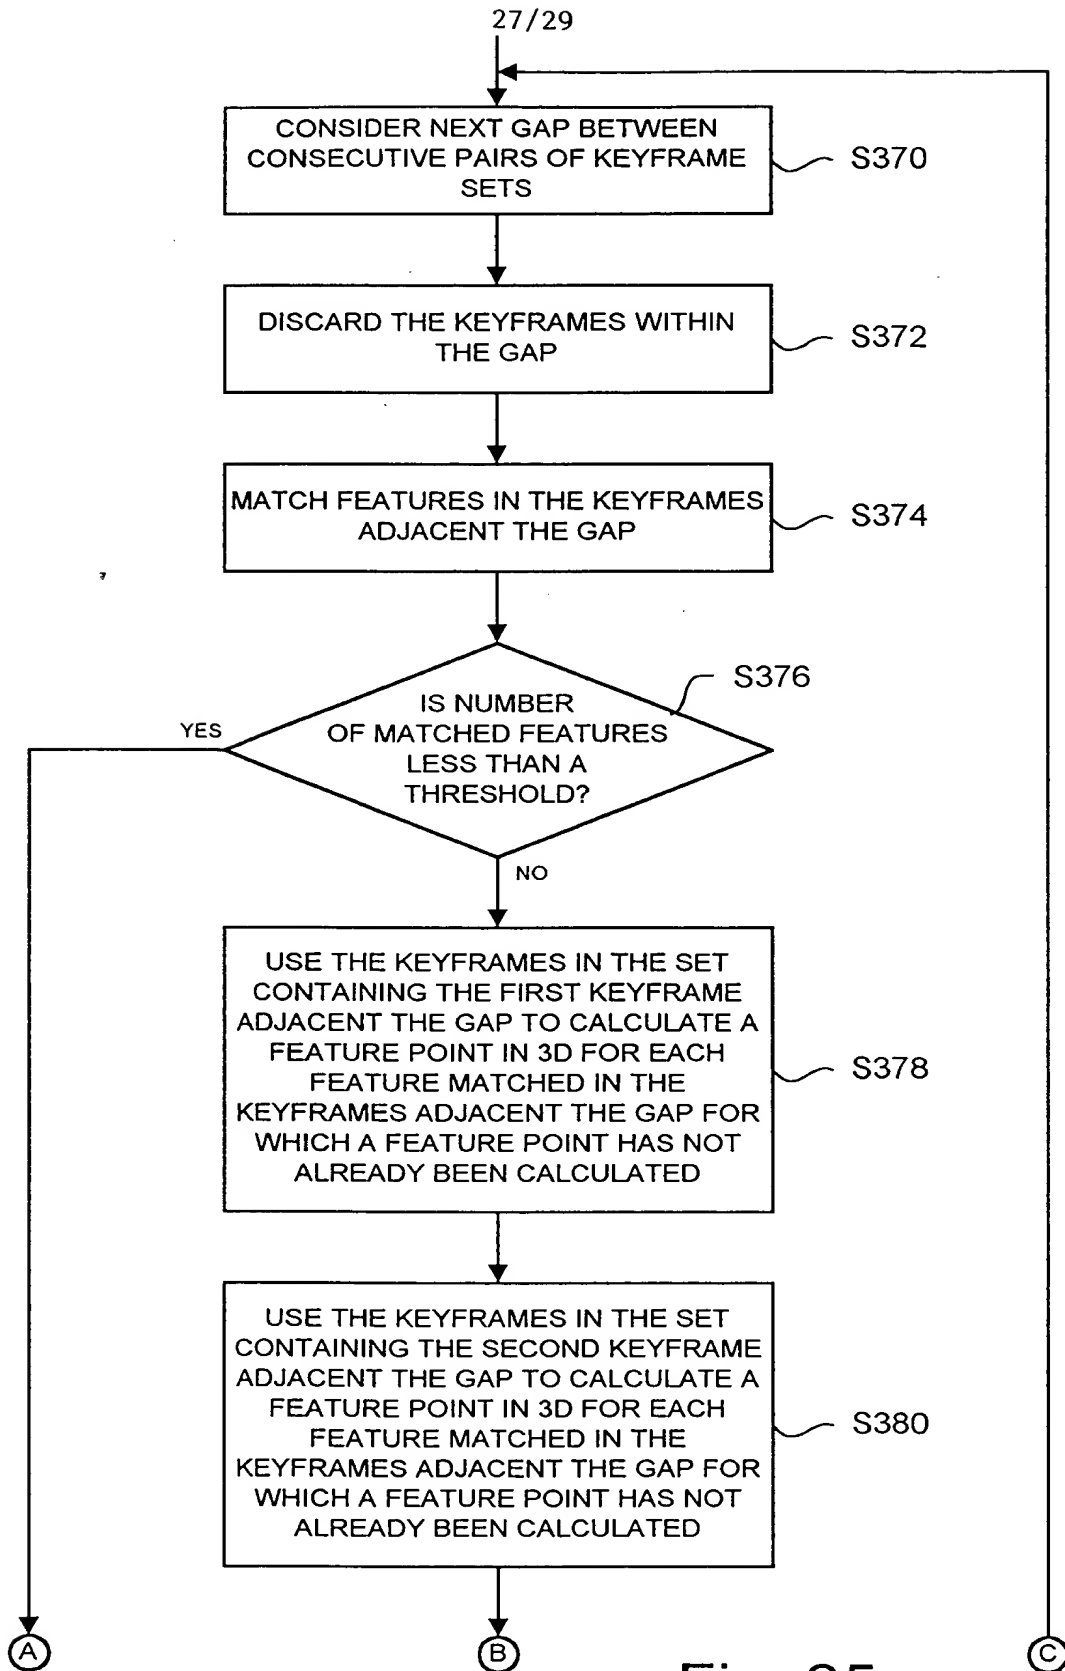 27/29
CONSIDER NEXT GAP BETWEEN
CONSECUTIVE PAIRS OF KEYFRAME
SETS
S370
DISCARD THE KEYFRAMES WITHIN
THE GAP
S372
MATCH FEATURES IN THE KEYFRAMES
ADJACENT THE GAP
S374
IS NUMBER
OF MATCHED FEATURES
LESS THAN A
THRESHOLD?
S376
YES
NO
USE THE KEYFRAMES IN THE SET
CONTAINING THE FIRST KEYFRAME
ADJACENT THE GAP TO CALCULATE A
FEATURE POINT IN 3D FOR EACH
FEATURE MATCHED IN THE
KEYFRAMES ADJACENT THE GAP FOR
WHICH A FEATURE POINT HAS NOT
ALREADY BEEN CALCULATED
S378
USE THE KEYFRAMES IN THE SET
CONTAINING THE SECOND KEYFRAME
ADJACENT THE GAP TO CALCULATE A
FEATURE POINT IN 3D FOR EACH
FEATURE MATCHED IN THE
KEYFRAMES ADJACENT THE GAP FOR
WHICH A FEATURE POINT HAS NOT
ALREADY BEEN CALCULATED
S380
A
B
C